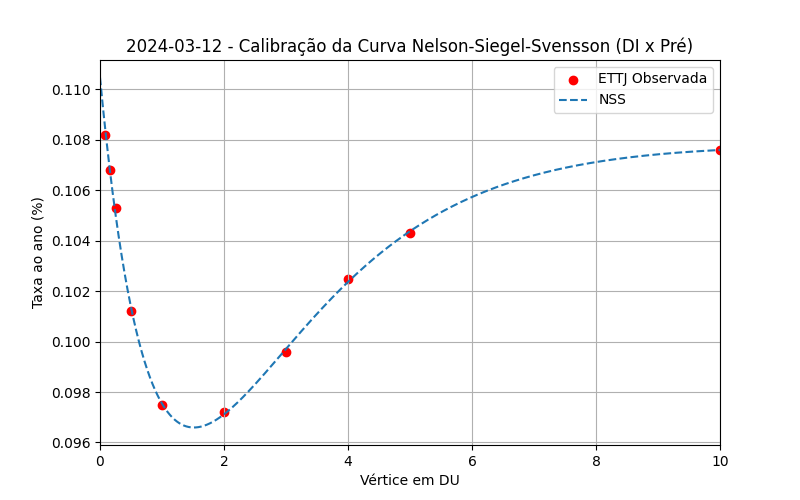 2024-03-12 - Calibração da Curva Nelson-Siegel-Svensson (DI x Pré)
ETTJ Observada
NSS
Taxa ao ano (%)
0.110
0.108
0.106
0.104
0.102
0.100
0.098
0.096
0
2
4
6
8
10
Vértice em DU